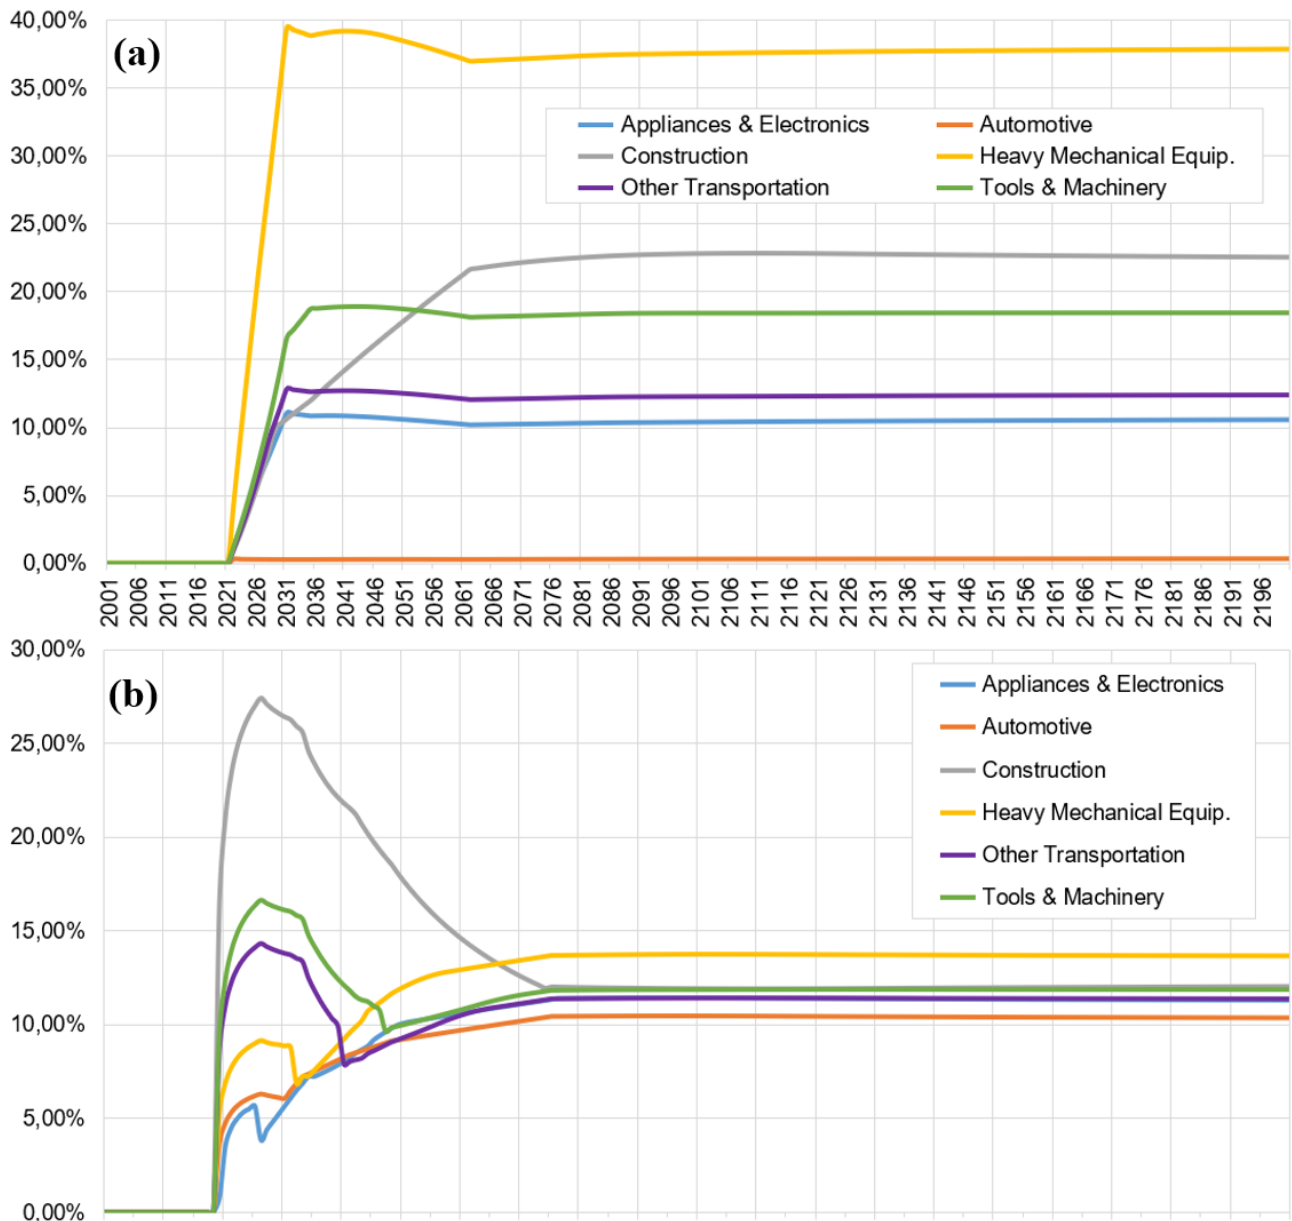 40,00%
(a)
35,00%
Appliances & Electronics Automotive
30,00% Construction Heavy Mechanical Equip.
Other Transportation Tools & Machinery
25,00%
20,00%
15,00%
10,00%
5,00%
0,00%
2001 2006 2011 2016 2021 2026 2031 2036 2041 2046 2051 2056 2061 2066 2071 2076 2081 2086 2091 2096 2101 2106 2111 2116 2121 2126 2131 2136 2141 2146 2151 2156 2161 2166 2171 2176 2181 2186 2191 2196
30,00%
(b)
Appliances & Electronics
Automotive
25,00%
Construction
Heavy Mechanical Equip.
20,00%
Other Transportation
Tools & Machinery
15,00%
10,00%
5,00%
0,00%